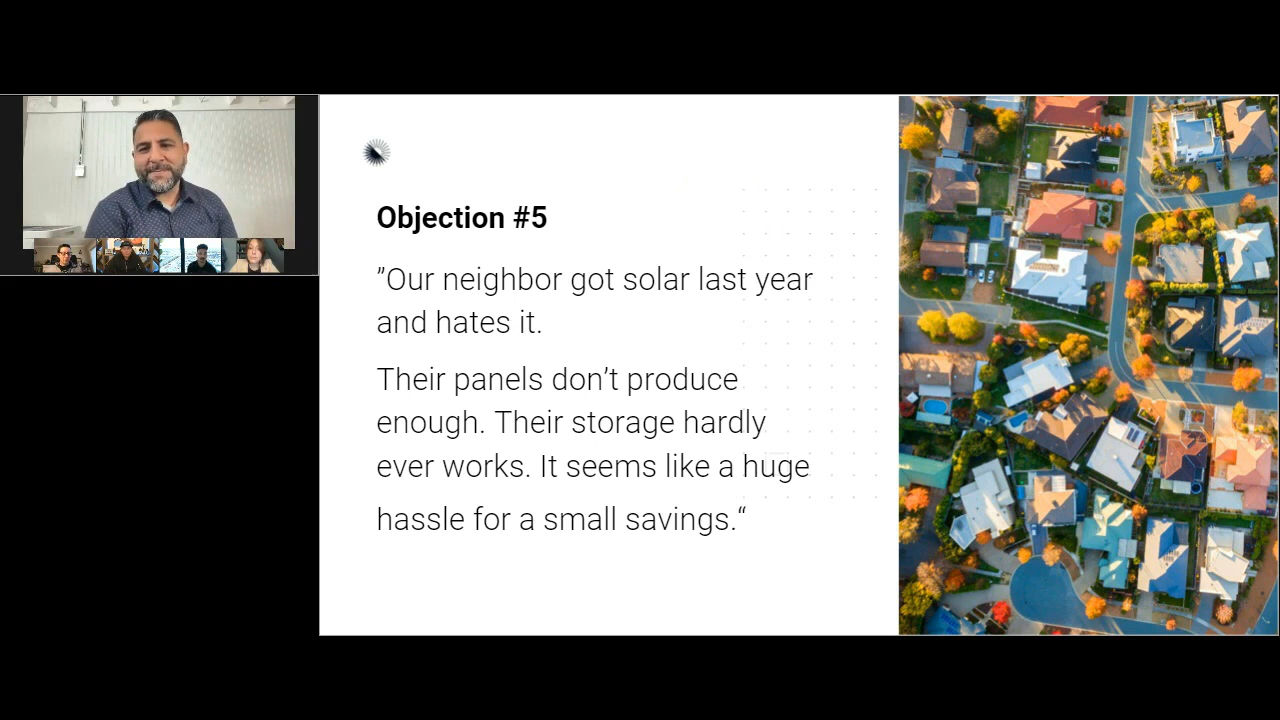 Objection #5
”Our neighbor got solar last year
and hates it.
Their panels don’t produce
enough. Their storage hardly
ever works. It seems like a huge
hassle for a small savings.“